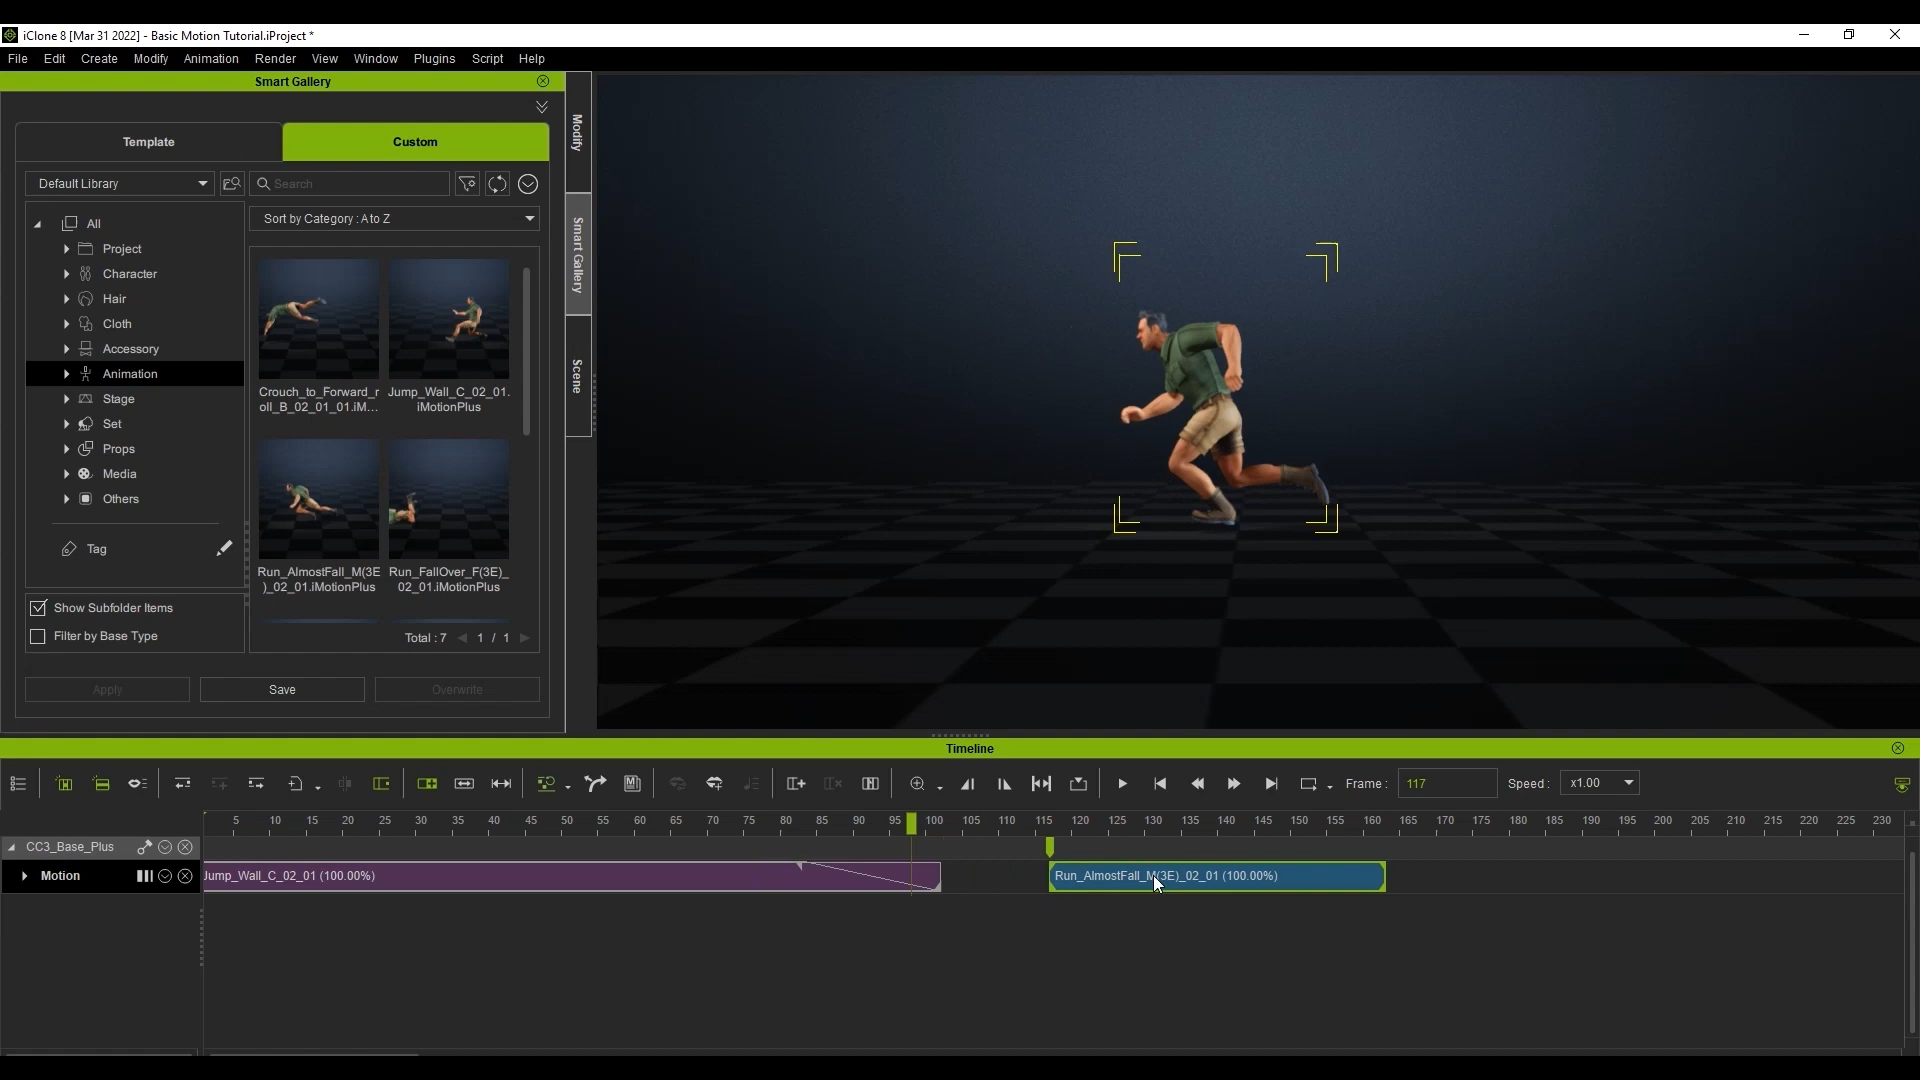 iClone 8 [Mar 31 2022] - Basic Motion Tutorial.iProject *
File Edit Create Modify Animation Render View Window Plugins Script Help
Smart Gallery
Template
Custom
Modify
Smart Gallery
Scene
Default Library
Search
Sort by Category : A to Z
All
Project
Character
Hair
Cloth
Accessory
Animation
Stage
Set
Props
Media
Others
Tag
Show Subfolder Items
Filter by Base Type
Crouch_to_Forward_r
oll_B_02_01_01.iM...
Jump_Wall_C_02_01.
iMotionPlus
Run_AlmostFall_M(3E
)_02_01.iMotionPlus
Run_FallOver_F(3E)_
02_01.iMotionPlus
Total : 7 1 / 1
Apply
Save
Overwrite
Timeline
Frame : 117 Speed : x1.00
5 10 15 20 25 30 35 40 45 50 55 60 65 70 75 80 85 90 95 100 105 110 115 120 125 130 135 140 145 150 155 160 165 170 175 180 185 190 195 200 205 210 215 220 225 230
CC3_Base_Plus
Motion
Jump_Wall_C_02_01 (100.00%)
Run_AlmostFall_M(3E)_02_01 (100.00%)